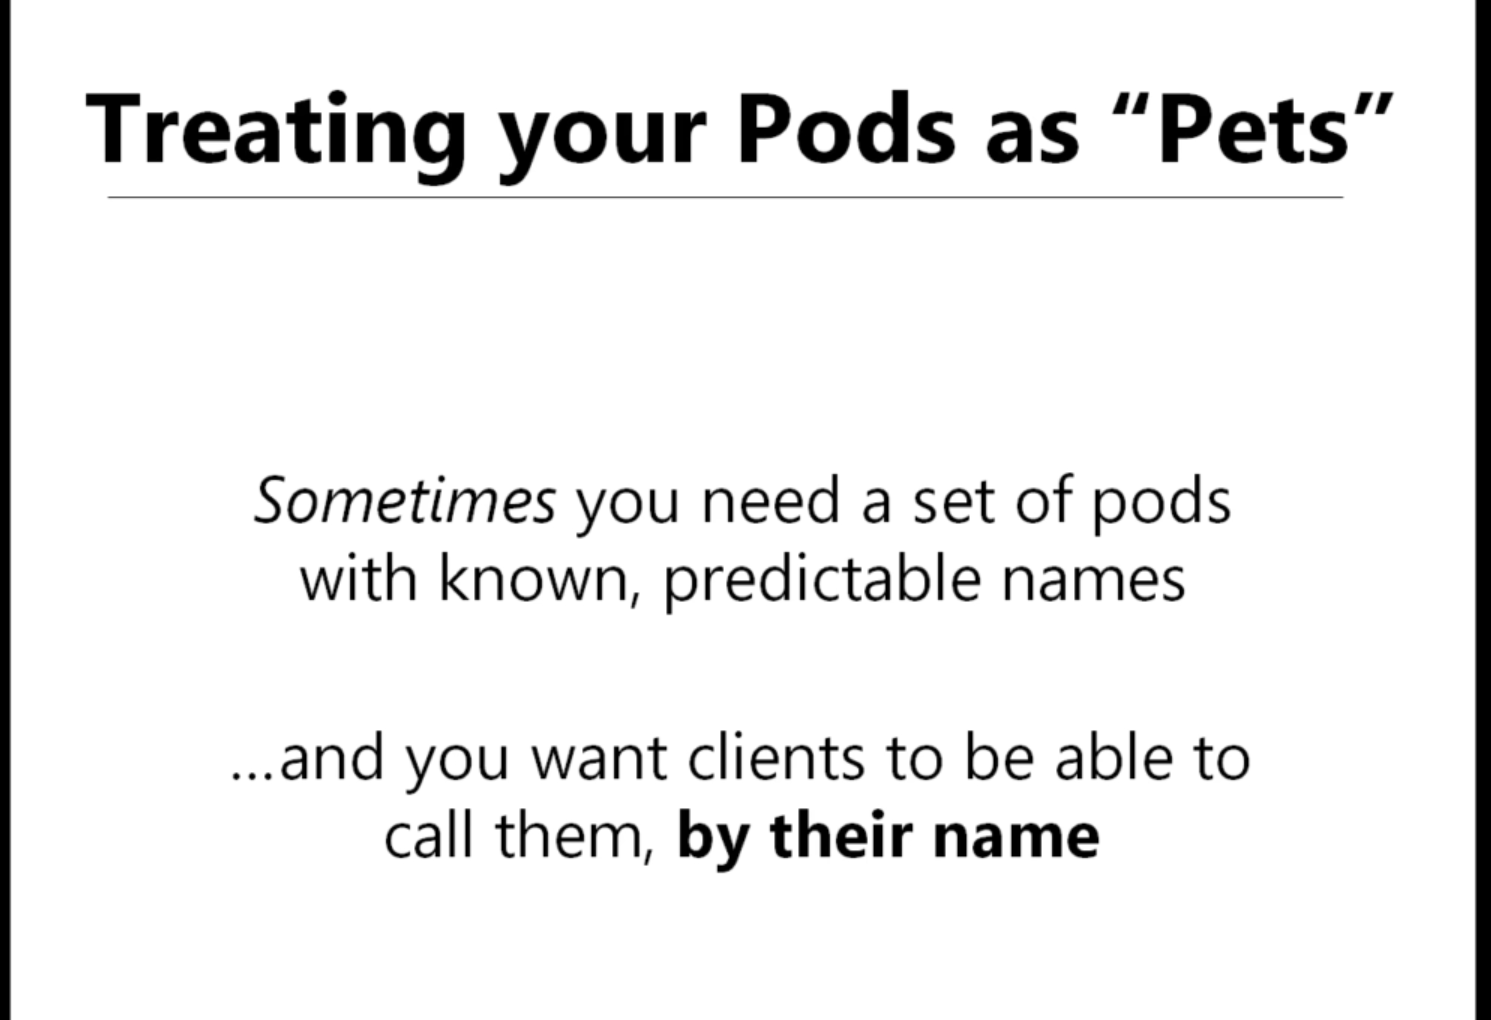 Treating your Pods as “Pets”
Sometimes you need a set of pods
with known, predictable names
...and you want clients to be able to
call them, by their name